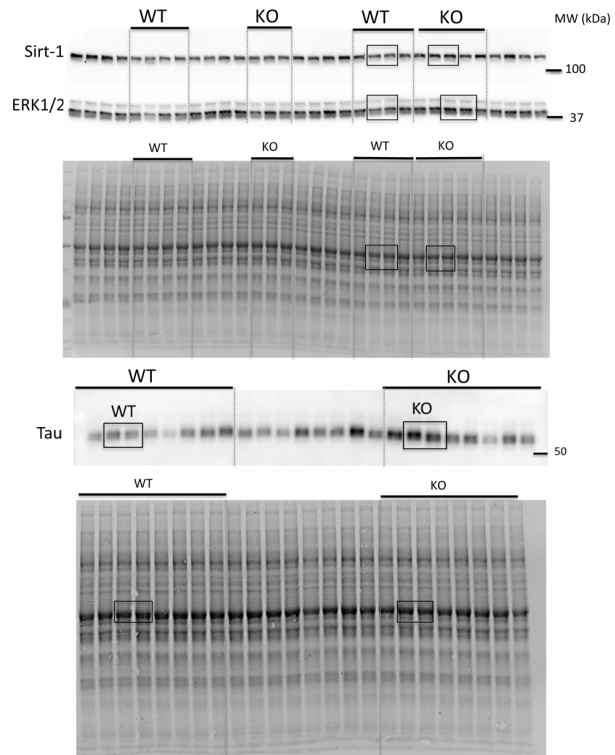 WT KO WT KO MW (kDa)
Sirt-1
100
ERK1/2
37
WT KO WT KO
WT KO
WT KO
Tau
50
WT KO